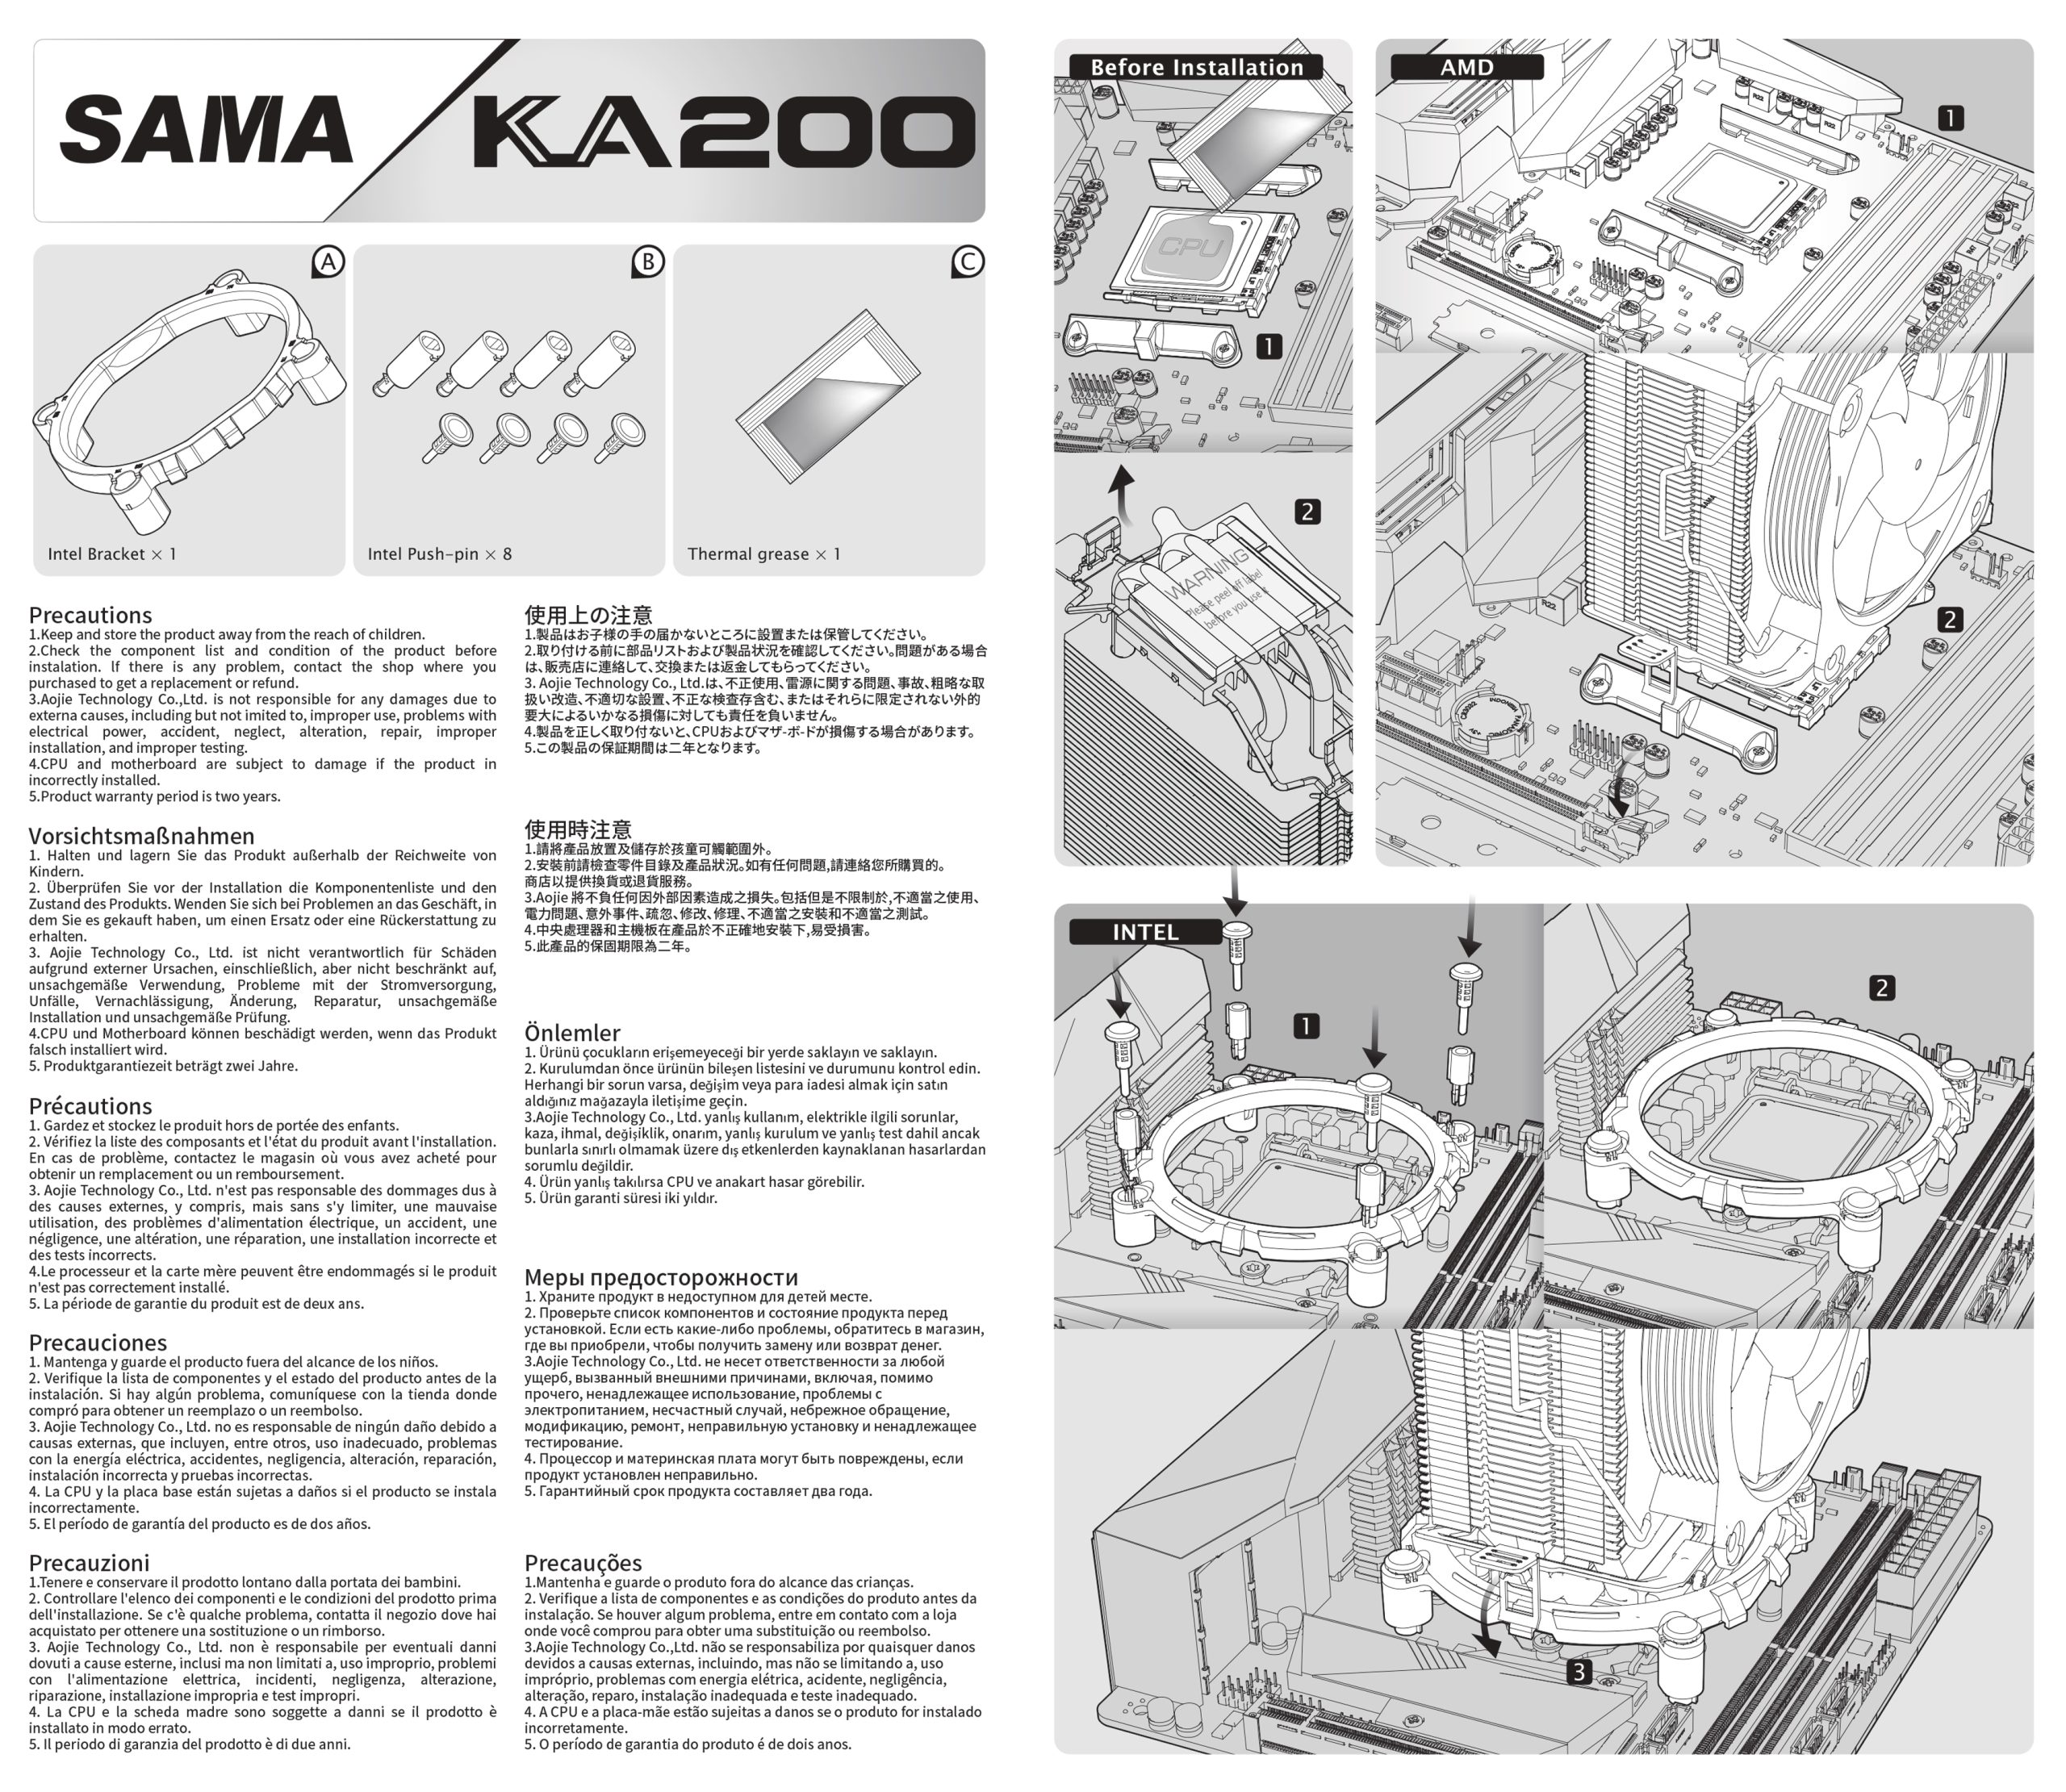 SAMA
KA200
A
B
C
Intel Bracket × 1
Intel Push-pin × 8
Thermal grease × 1
Precautions
1.Keep and store the product away from the reach of children.
2.Check the component list and condition of the product before
instalation. If there is any problem, contact the shop where you
purchased to get a replacement or refund.
3.Aojie Technology Co.,Ltd. is not responsible for any damages due to
externa causes, including but not imited to, improper use, problems with
electrical power, accident, neglect, alteration, repair, improper
installation, and improper testing.
4.CPU and motherboard are subject to damage if the product in
incorrectly installed.
5.Product warranty period is two years.
Vorsichtsmaßnahmen
1. Halten und lagern Sie das Produkt außerhalb der Reichweite von
Kindern.
2. Überprüfen Sie vor der Installation die Komponentenliste und den
Zustand des Produkts. Wenden Sie sich bei Problemen an das Geschäft, in
dem Sie es gekauft haben, um einen Ersatz oder eine Rückerstattung zu
erhalten.
3. Aojie Technology Co., Ltd. ist nicht verantwortlich für Schäden
aufgrund externer Ursachen, einschließlich, aber nicht beschränkt auf,
unsachgemäße Verwendung, Probleme mit der Stromversorgung,
Unfälle, Vernachlässigung, Änderung, Reparatur, unsachgemäße
Installation und unsachgemäße Prüfung.
4.CPU und Motherboard können beschädigt werden, wenn das Produkt
falsch installiert wird.
5. Produktgarantiezeit beträgt zwei Jahre.
Précautions
1. Gardez et stockez le produit hors de portée des enfants.
2. Vérifiez la liste des composants et l'état du produit avant l'installation.
En cas de problème, contactez le magasin où vous avez acheté pour
obtenir un remplacement ou un remboursement.
3. Aojie Technology Co., Ltd. n'est pas responsable des dommages dus à
des causes externes, y compris, mais sans s'y limiter, une mauvaise
utilisation, des problèmes d'alimentation électrique, un accident, une
négligence, une altération, une réparation, une installation incorrecte et
des tests incorrects.
4.Le processeur et la carte mère peuvent être endommagés si le produit
n'est pas correctement installé.
5. La période de garantie du produit est de deux ans.
Precauciones
1. Mantenga y guarde el producto fuera del alcance de los niños.
2. Verifique la lista de componentes y el estado del producto antes de la
instalación. Si hay algún problema, comuníquese con la tienda donde
compró para obtener un reemplazo o un reembolso.
3. Aojie Technology Co., Ltd. no es responsable de ningún daño debido a
causas externas, que incluyen, entre otros, uso inadecuado, problemas
con la energía eléctrica, accidentes, negligencia, alteración, reparación,
instalación incorrecta y pruebas incorrectas.
4. La CPU y la placa base están sujetas a daños si el producto se instala
incorrectamente.
5. El período de garantía del producto es de dos años.
Precauzioni
1.Tenere e conservare il prodotto lontano dalla portata dei bambini.
2. Controllare l'elenco dei componenti e le condizioni del prodotto prima
dell'installazione. Se c'è qualche problema, contatta il negozio dove hai
acquistato per ottenere una sostituzione o un rimborso.
3. Aojie Technology Co., Ltd. non è responsabile per eventuali danni
dovuti a cause esterne, inclusi ma non limitati a, uso improprio, problemi
con l'alimentazione elettrica, incidenti, negligenza, alterazione,
riparazione, installazione impropria e test impropri.
4. La CPU e la scheda madre sono soggette a danni se il prodotto è
installato in modo errato.
5. Il periodo di garanzia del prodotto è di due anni.
使用上の注意
1.製品はお子様の手の届かないところに設置または保管してください。
2.取り付ける前に部品リストおよび製品状況を確認してください。問題がある場合
は、販売店に連絡して、交換または返金してもらってください。
3. Aojie Technology Co., Ltd.は、不正使用、雷源に関する問題、事故、粗略な取
扱い改造、不適切な設置、不正な検査存含む、またはそれらに限定されない外的
要大によるいかなる損傷に対しても責任を負いません。
4.製品を正しく取り付ないと、CPUおよびマザ-ボ-ドが損傷する場合があります。
5.この製品の保証期間は二年となります。
使用時注意
1.請將產品放置及儲存於孩童可觸範圍外。
2.安裝前請檢查零件目錄及產品狀況。如有任何問題,請連絡您所購買的。
商店以提供換貨或退貨服務。
3.Aojie 將不負任何因外部因素造成之損失。包括但是不限制於,不適當之使用、
電力問題、意外事件、疏忽、修改、修理、不適當之安裝和不適當之測試。
4.中央處理器和主機板在產品於不正確地安裝下,易受損害。
5.此產品的保固期限為二年。
Önlemler
1. Ürünü çocukların erişemeyeceği bir yerde saklayın ve saklayın.
2. Kurulumdan önce ürünün bileşen listesini ve durumunu kontrol edin.
Herhangi bir sorun varsa, değişim veya para iadesi almak için satın
aldığınız mağazayla iletişime geçin.
3.Aojie Technology Co., Ltd. yanlış kullanım, elektrikle ilgili sorunlar,
kaza, ihmal, değişiklik, onarım, yanlış kurulum ve yanlış test dahil ancak
bunlarla sınırlı olmamak üzere dış etkenlerden kaynaklanan hasarlardan
sorumlu değildir.
4. Ürün yanlış takılırsa CPU ve anakart hasar görebilir.
5. Ürün garanti süresi iki yıldır.
Меры предосторожности
1. Храните продукт в недоступном для детей месте.
2. Проверьте список компонентов и состояние продукта перед
установкой. Если есть какие-либо проблемы, обратитесь в магазин,
где вы приобрели, чтобы получить замену или возврат денег.
3.Aojie Technology Co., Ltd. не несет ответственности за любой
ущерб, вызванный внешними причинами, включая, помимо
прочего, ненадлежащее использование, проблемы с
электропитанием, несчастный случай, небрежное обращение,
модификацию, ремонт, неправильную установку и ненадлежащее
тестирование.
4. Процессор и материнская плата могут быть повреждены, если
продукт установлен неправильно.
5. Гарантийный срок продукта составляет два года.
Precauções
1.Mantenha e guarde o produto fora do alcance das crianças.
2. Verifique a lista de componentes e as condições do produto antes da
instalação. Se houver algum problema, entre em contato com a loja
onde você comprou para obter uma substituição ou reembolso.
3.Aojie Technology Co.,Ltd. não se responsabiliza por quaisquer danos
devidos a causas externas, incluindo, mas não se limitando a, uso
impróprio, problemas com energia elétrica, acidente, negligência,
alteração, reparo, instalação inadequada e teste inadequado.
4. A CPU e a placa-mãe estão sujeitas a danos se o produto for instalado
incorretamente.
5. O período de garantia do produto é de dois anos.
Before Installation
CPU
1
2
WARNING
Please peel off label
before you use it
AMD
1
R22
R22
R22
2
R22
SAMA
INTEL
1
2
3